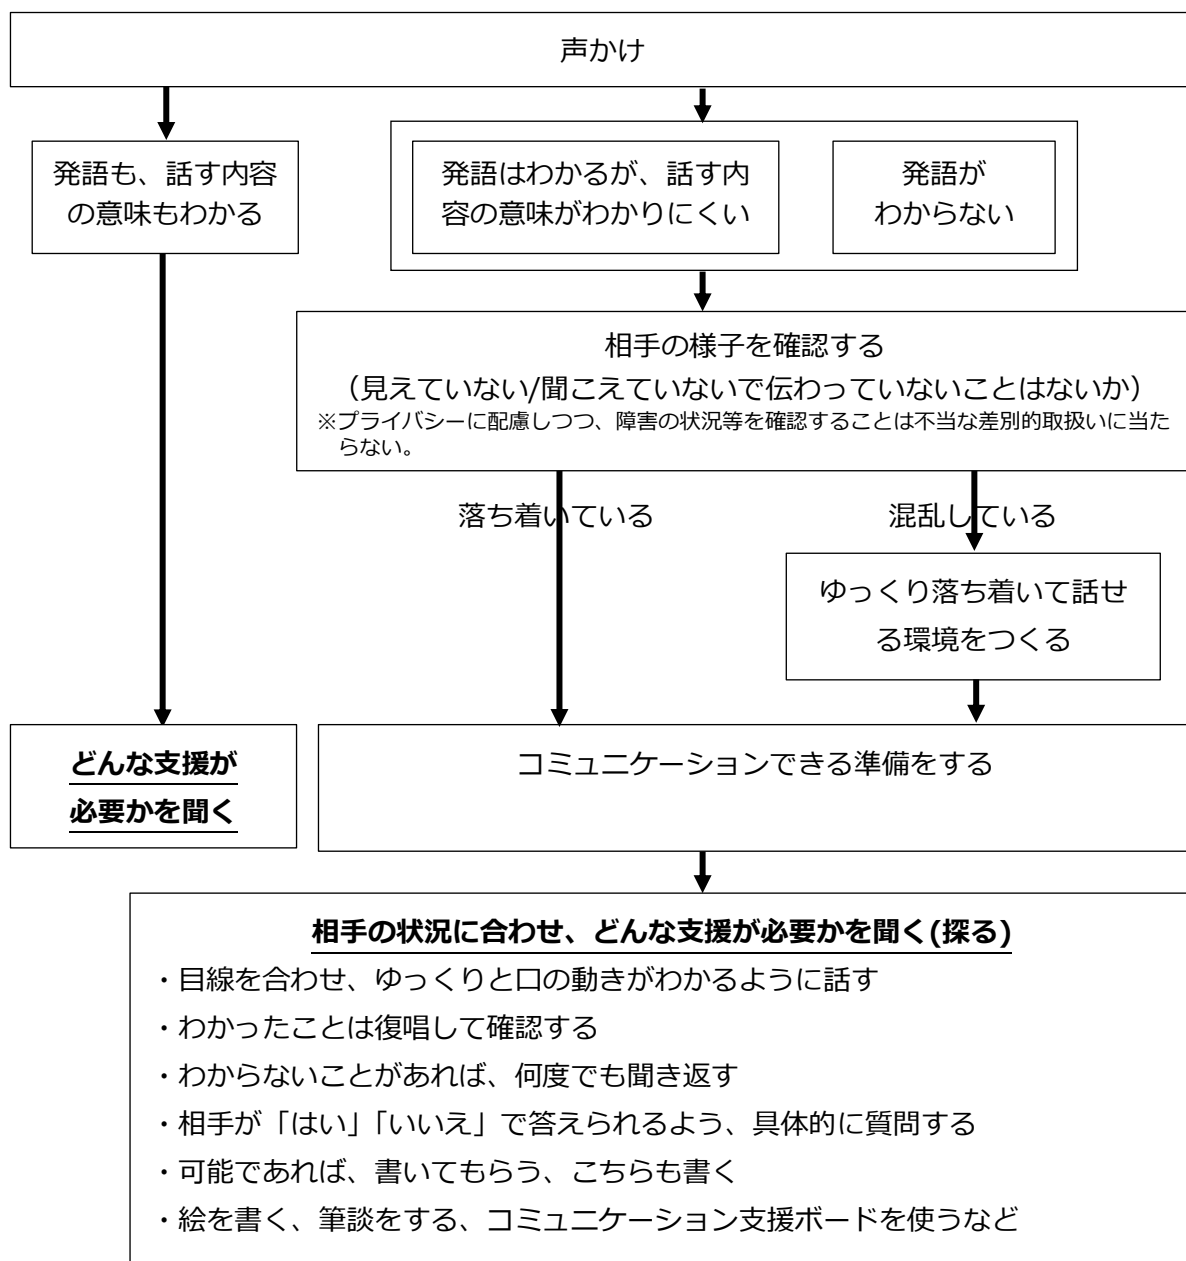 声かけ
発語も、話す内容
の意味もわかる
発語はわかるが、話す内
容の意味がわかりにくい
発語が
わからない
相手の様子を確認する
（見えていない/聞こえていないで伝わっていないことはないか）
※プライバシーに配慮しつつ、障害の状況等を確認することは不当な差別的取扱いに当た
らない。
落ち着いている
混乱している
ゆっくり落ち着いて話せ
る環境をつくる
どんな支援が
必要かを聞く
コミュニケーションできる準備をする
相手の状況に合わせ、どんな支援が必要かを聞く(探る)
・目線を合わせ、ゆっくりと口の動きがわかるように話す
・わかったことは復唱して確認する
・わからないことがあれば、何度でも聞き返す
・相手が「はい」「いいえ」で答えられるよう、具体的に質問する
・可能であれば、書いてもらう、こちらも書く
・絵を書く、筆談をする、コミュニケーション支援ボードを使うなど